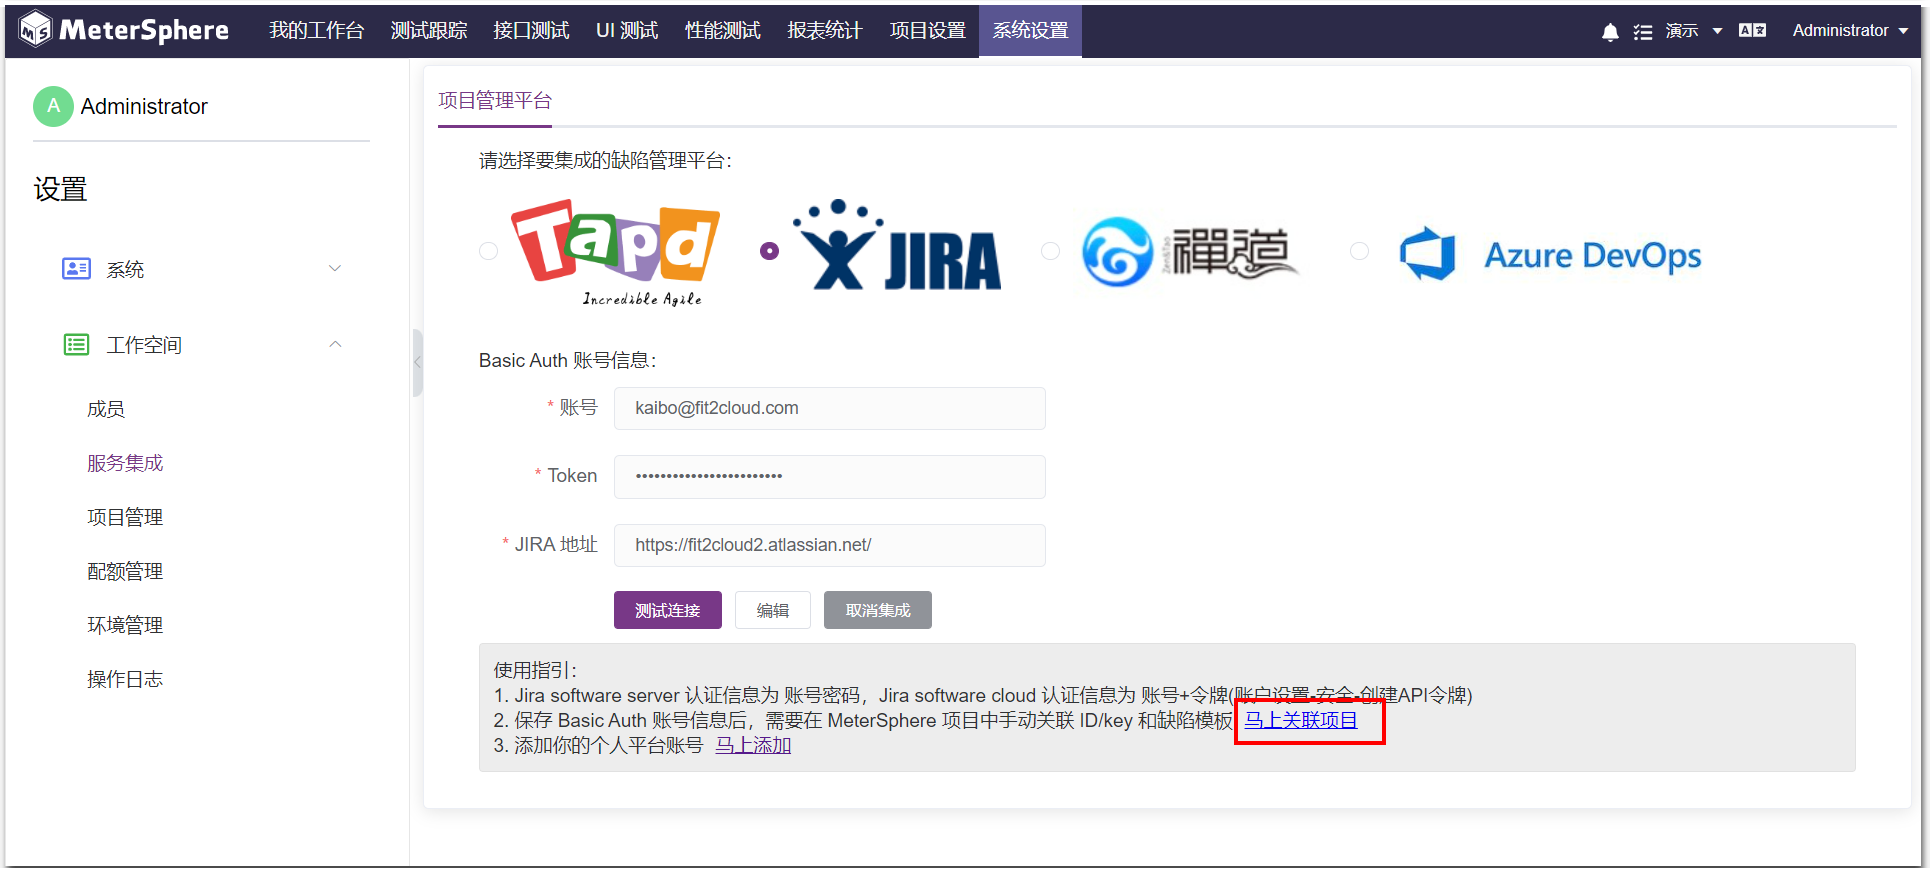 MeterSphere 我的工作台 测试跟踪 接口测试 UI 测试 性能测试 报表统计 项目设置 系统设置 演示 Administrator
A Administrator
设置
系统
工作空间
成员
服务集成
项目管理
配额管理
环境管理
操作日志
项目管理平台
请选择要集成的缺陷管理平台：
Tapd
Incredible Agile
JIRA
禅道
Azure DevOps
Basic Auth 账号信息：
* 账号 kaibo@fit2cloud.com
* Token ························
* JIRA 地址 https://fit2cloud2.atlassian.net/
测试连接 编辑 取消集成
使用指引：
1. Jira software server 认证信息为 账号密码，Jira software cloud 认证信息为 账号+令牌(账户设置-安全-创建API令牌)
2. 保存 Basic Auth 账号信息后，需要在 MeterSphere 项目中手动关联 ID/key 和缺陷模板 马上关联项目
3. 添加你的个人平台账号 马上添加